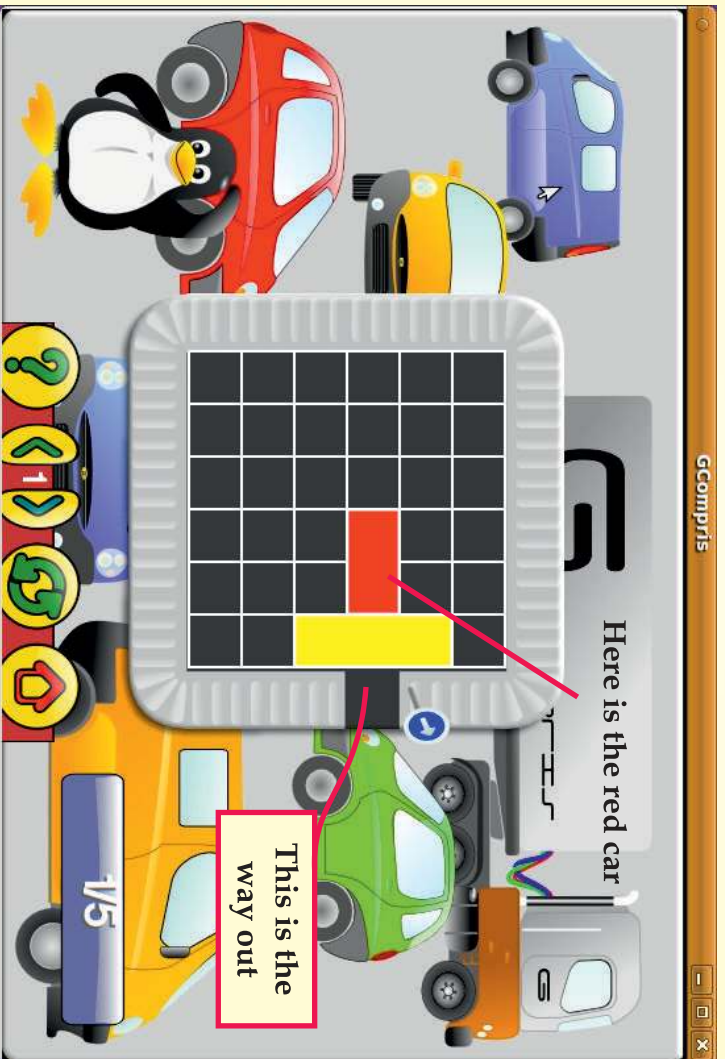 GCompris
Here is the red car
G
G
This is the
way out
1
1/5